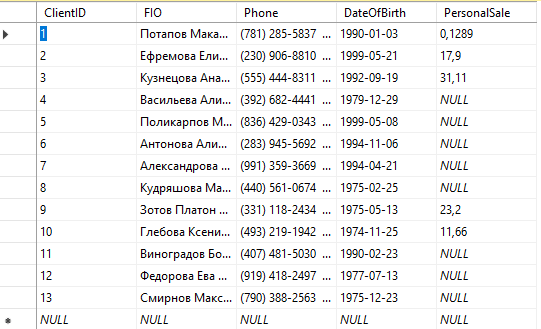 ClientID FIO Phone DateOfBirth PersonalSale
1 Потапов Мака... (781) 285-5837 ... 1990-01-03 0,1289
2 Ефремова Ели... (230) 906-8810 ... 1999-05-21 17,9
3 Кузнецова Ана... (555) 444-8311 ... 1992-09-19 31,11
4 Васильева Али... (392) 682-4441 ... 1979-12-29 NULL
5 Поликарпов М... (836) 429-0343 ... 1999-05-08 NULL
6 Антонова Али... (283) 945-5692 ... 1994-11-06 NULL
7 Александрова ... (991) 359-3669 ... 1994-04-21 NULL
8 Кудряшова Ма... (440) 561-0674 ... 1975-02-25 NULL
9 Зотов Платон ... (331) 118-2434 ... 1975-05-13 23,2
10 Глебова Ксени... (493) 219-1942 ... 1974-11-25 11,66
11 Виноградов Бо... (407) 481-5030 ... 1990-02-23 NULL
12 Федорова Ева ... (919) 418-2497 ... 1977-07-13 NULL
13 Смирнов Макс... (790) 388-2563 ... 1975-12-23 NULL
NULL NULL NULL NULL NULL